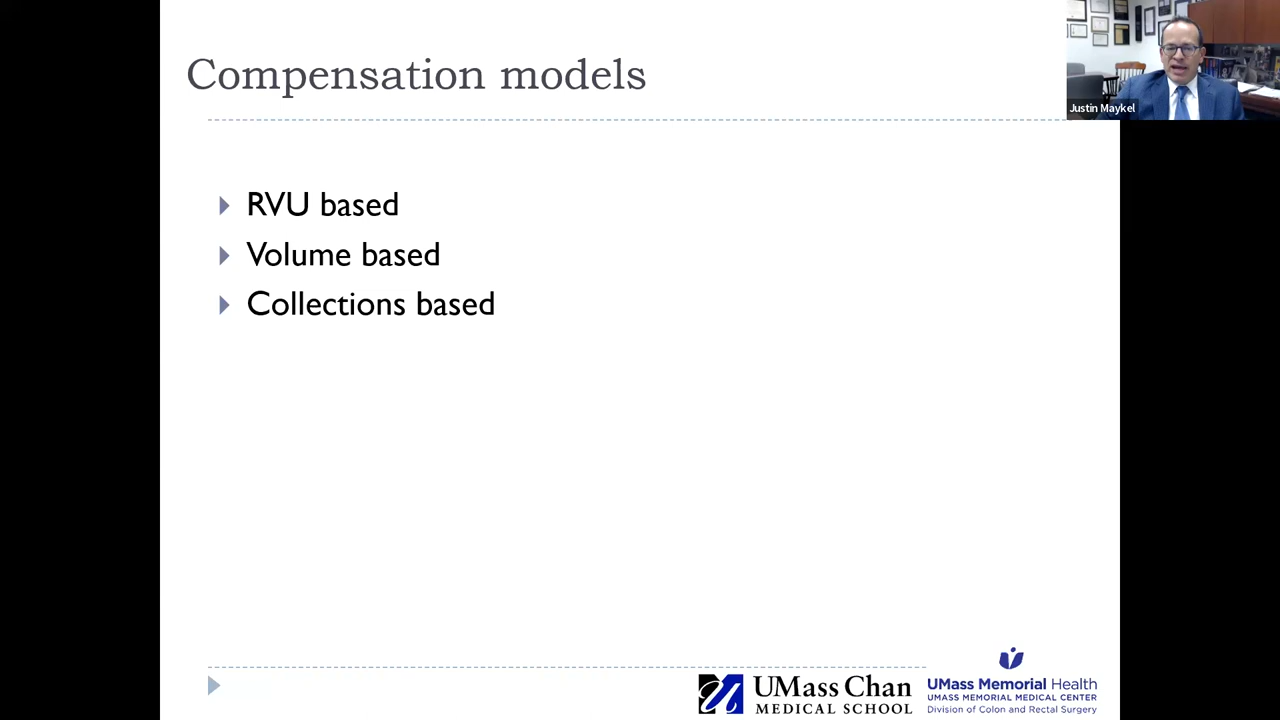 Compensation models
Justin Maykel
RVU based
Volume based
Collections based
UMass Chan
MEDICAL SCHOOL
UMass Memorial Health
UMASS MEMORIAL MEDICAL CENTER
Division of Colon and Rectal Surgery